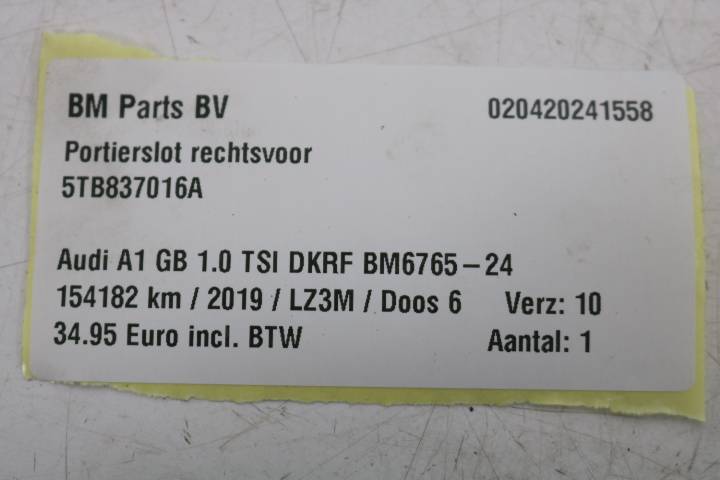 BM Parts BV 020420241558
Portierslot rechtsvoor
5TB837016A
Audi A1 GB 1.0 TSI DKRF BM6765-24
154182 km / 2019 / LZ3M / Doos 6 Verz: 10
34.95 Euro incl. BTW Aantal: 1